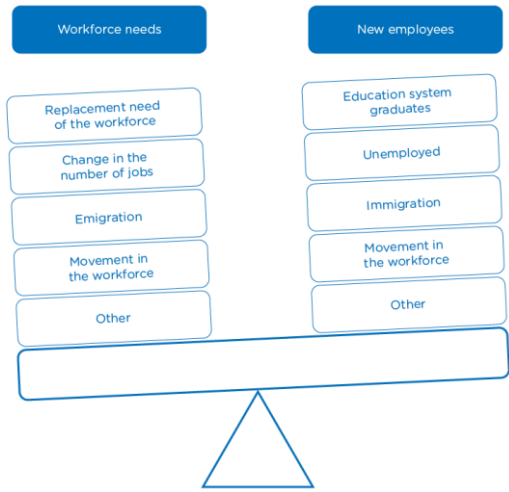 Workforce needs
Replacement need
of the workforce
Change in the
number of jobs
Emigration
Movement in
the workforce
Other
New employees
Education system
graduates
Unemployed
Immigration
Movement in
the workforce
Other